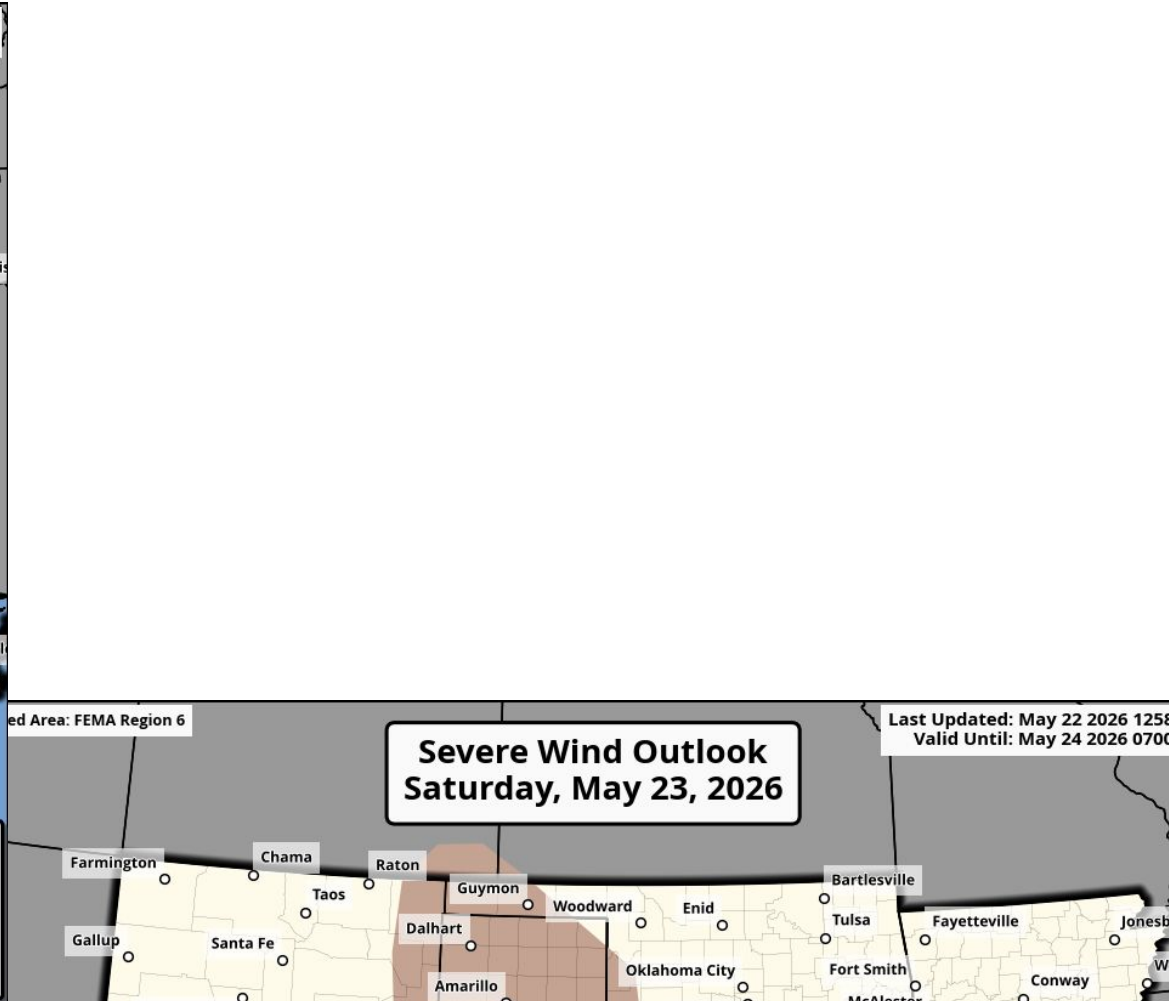 ed Area: FEMA Region 6
Last Updated: May 22 2026 1258
Valid Until: May 24 2026 0700
Severe Wind Outlook
Saturday, May 23, 2026
Farmington
Chama
Raton
Taos
Guymon
Woodward
Enid
Bartlesville
Tulsa
Fayetteville
Gallup
Santa Fe
Dalhart
Oklahoma City
Fort Smith
Amarillo
Conway